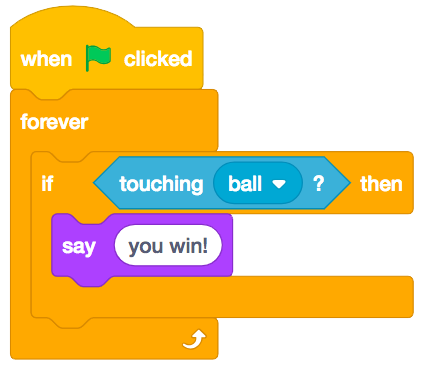 when clicked
forever
if touching ball ? then
say you win!